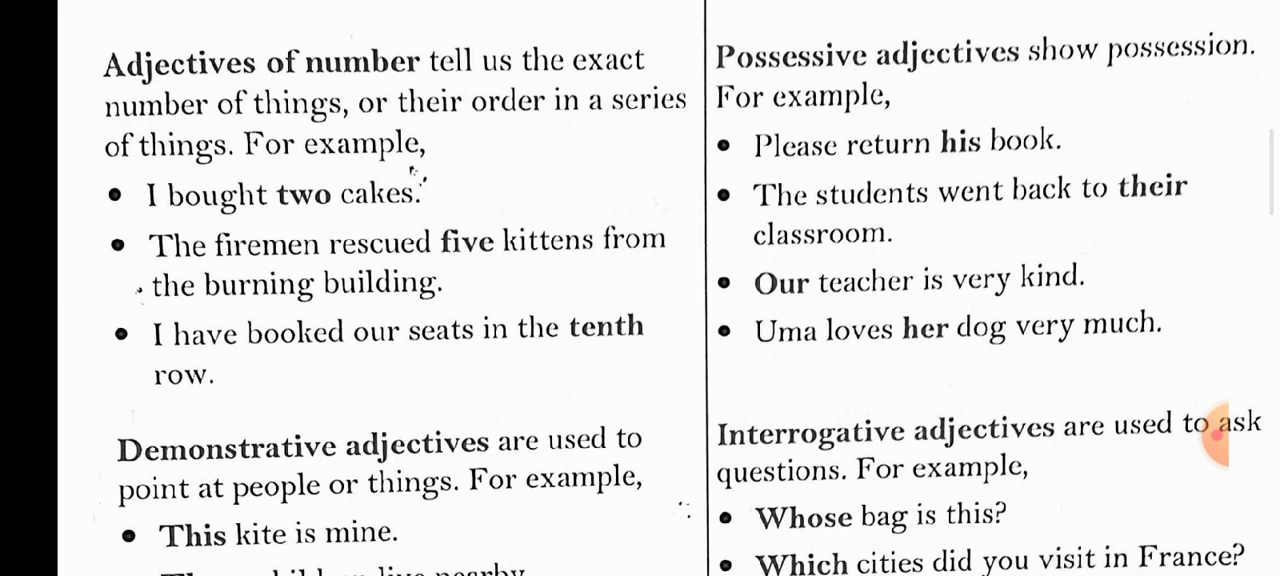 Adjectives of number tell us the exact
number of things, or their order in a series
of things. For example,
• I bought two cakes.
• The firemen rescued five kittens from
the burning building.
• I have booked our seats in the tenth
row.
Demonstrative adjectives are used to
point at people or things. For example,
• This kite is mine.
nearby
Possessive adjectives show possession.
For example,
• Please return his book.
• The students went back to their
classroom.
• Our teacher is very kind.
• Uma loves her dog very much.
Interrogative adjectives are used to ask
questions. For example,
• Whose bag is this?
• Which cities did you visit in France?